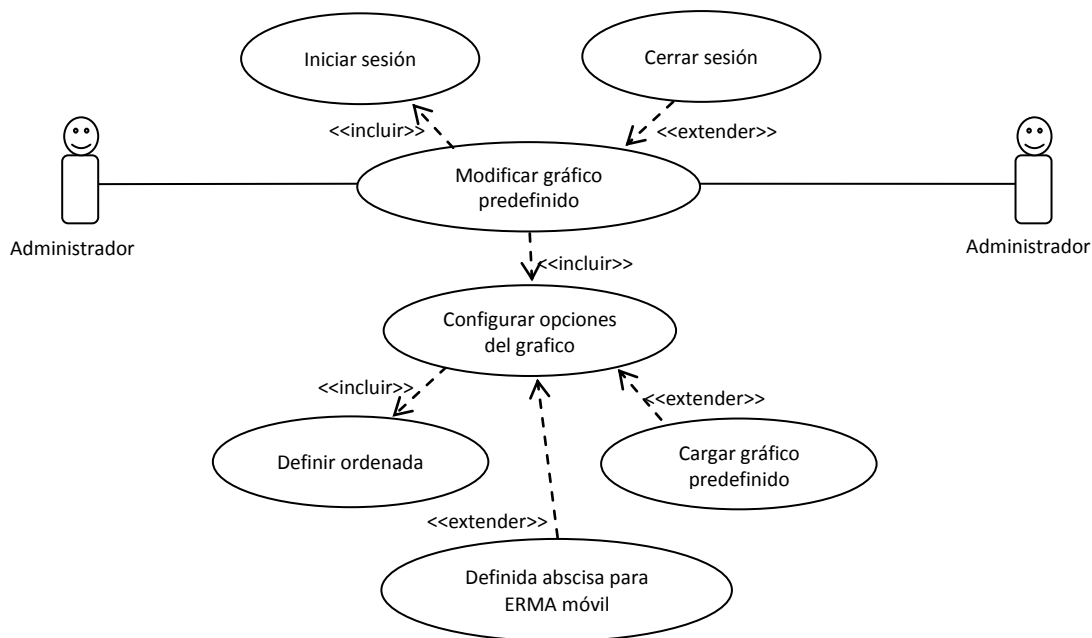 Iniciar sesión
Cerrar sesión
<<incluir>>
<<extender>>
Modificar gráfico
predefinido
Administrador
Administrador
<<incluir>>
Configurar opciones
del grafico
<<incluir>>
<<extender>>
Definir ordenada
Cargar gráfico
predefinido
<<extender>>
Definida abscisa para
ERMA móvil